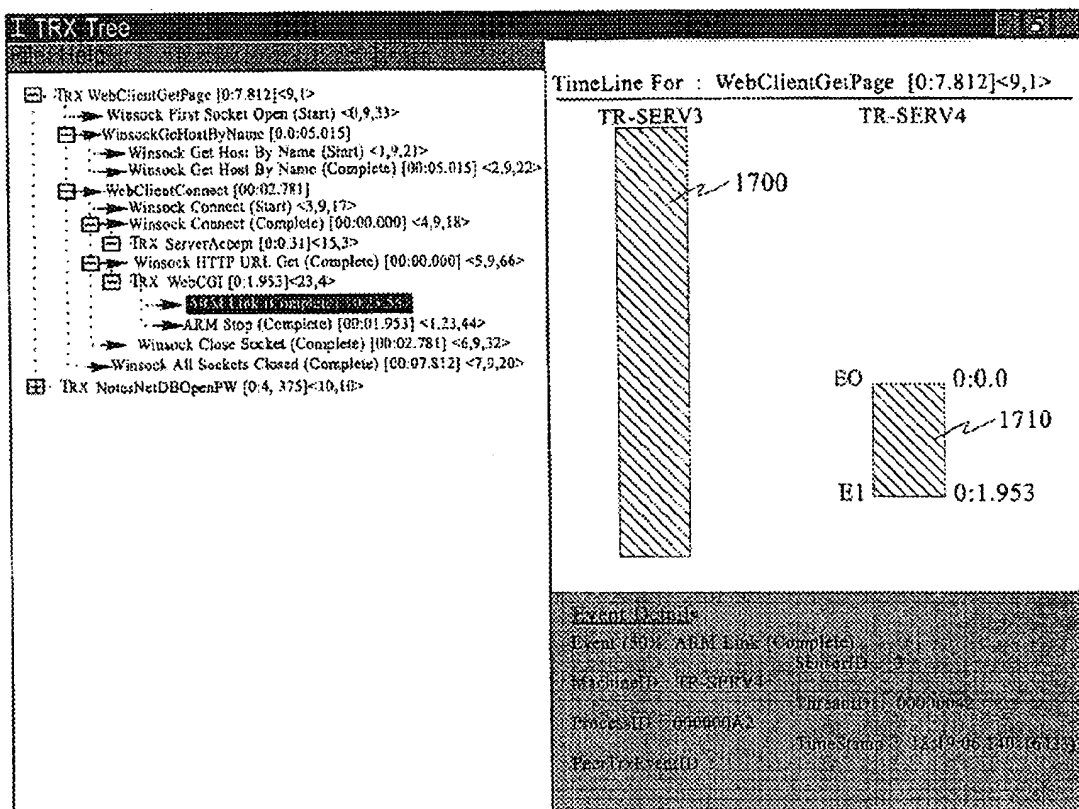 TRX Tree
TRX WebClientGetPage [0:7.812]<9,1>
Winsock First Socket Open (Start) <0,9,33>
WinsockGetHostByName [0.0:05.015]
Winsock Get Host By Name (Start) <1,9,21>
Winsock Get Host By Name (Complete) [00:05.015] <2,9,22>
WebClientConnect [00:02.781]
Winsock Connect (Start) <3,9,17>
Winsock Connect (Complete) [00:00.000] <4,9,18>
TRX ServerAccept [0:0.31]<15,3>
Winsock HTTP URL Get (Complete) [00:00.000] <5,9,66>
TRX WebCGI [0:1.953]<23,4>
ARM Link (Complete)
ARM Stop (Complete) [00:01.953] <1,23,44>
Winsock Close Socket (Complete) [00:02.781] <6,9,32>
Winsock All Sockets Closed (Complete) [00:07.812] <7,9,20>
TRX NotesNetDBOpenPW [0:4, 375]<10,10>
TimeLine For : WebClientGetPage [0:7.812]<9,1>
TR-SERV3 TR-SERV4
1700
EO 0:0.0
1710
E1 0:1.953
Event Details
ARM Link (Complete)
MachineID TR-SERV4
ProcessID 000000A2
ThreadID
TimeStamp